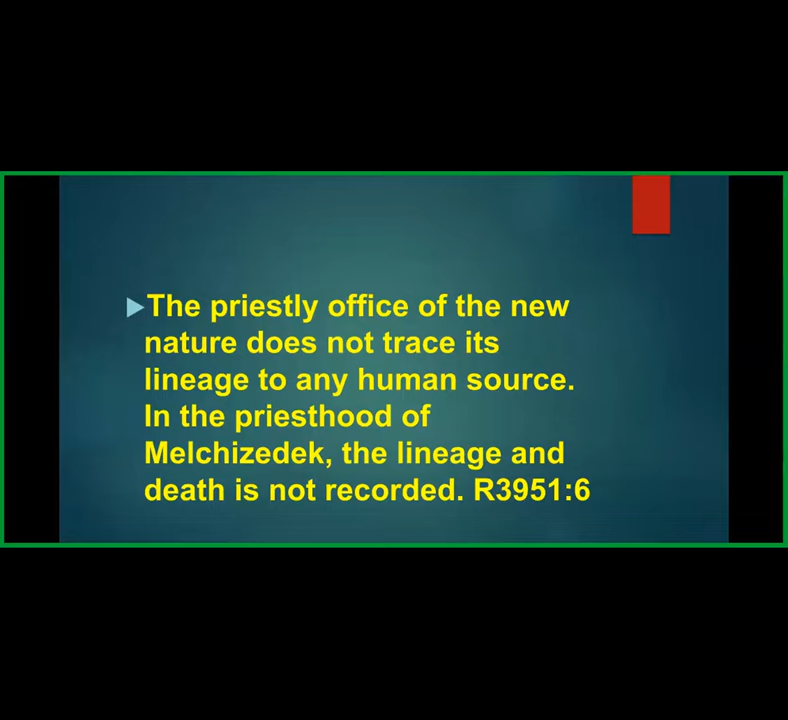 The priestly office of the new
nature does not trace its
lineage to any human source.
In the priesthood of
Melchizedek, the lineage and
death is not recorded. R3951:6